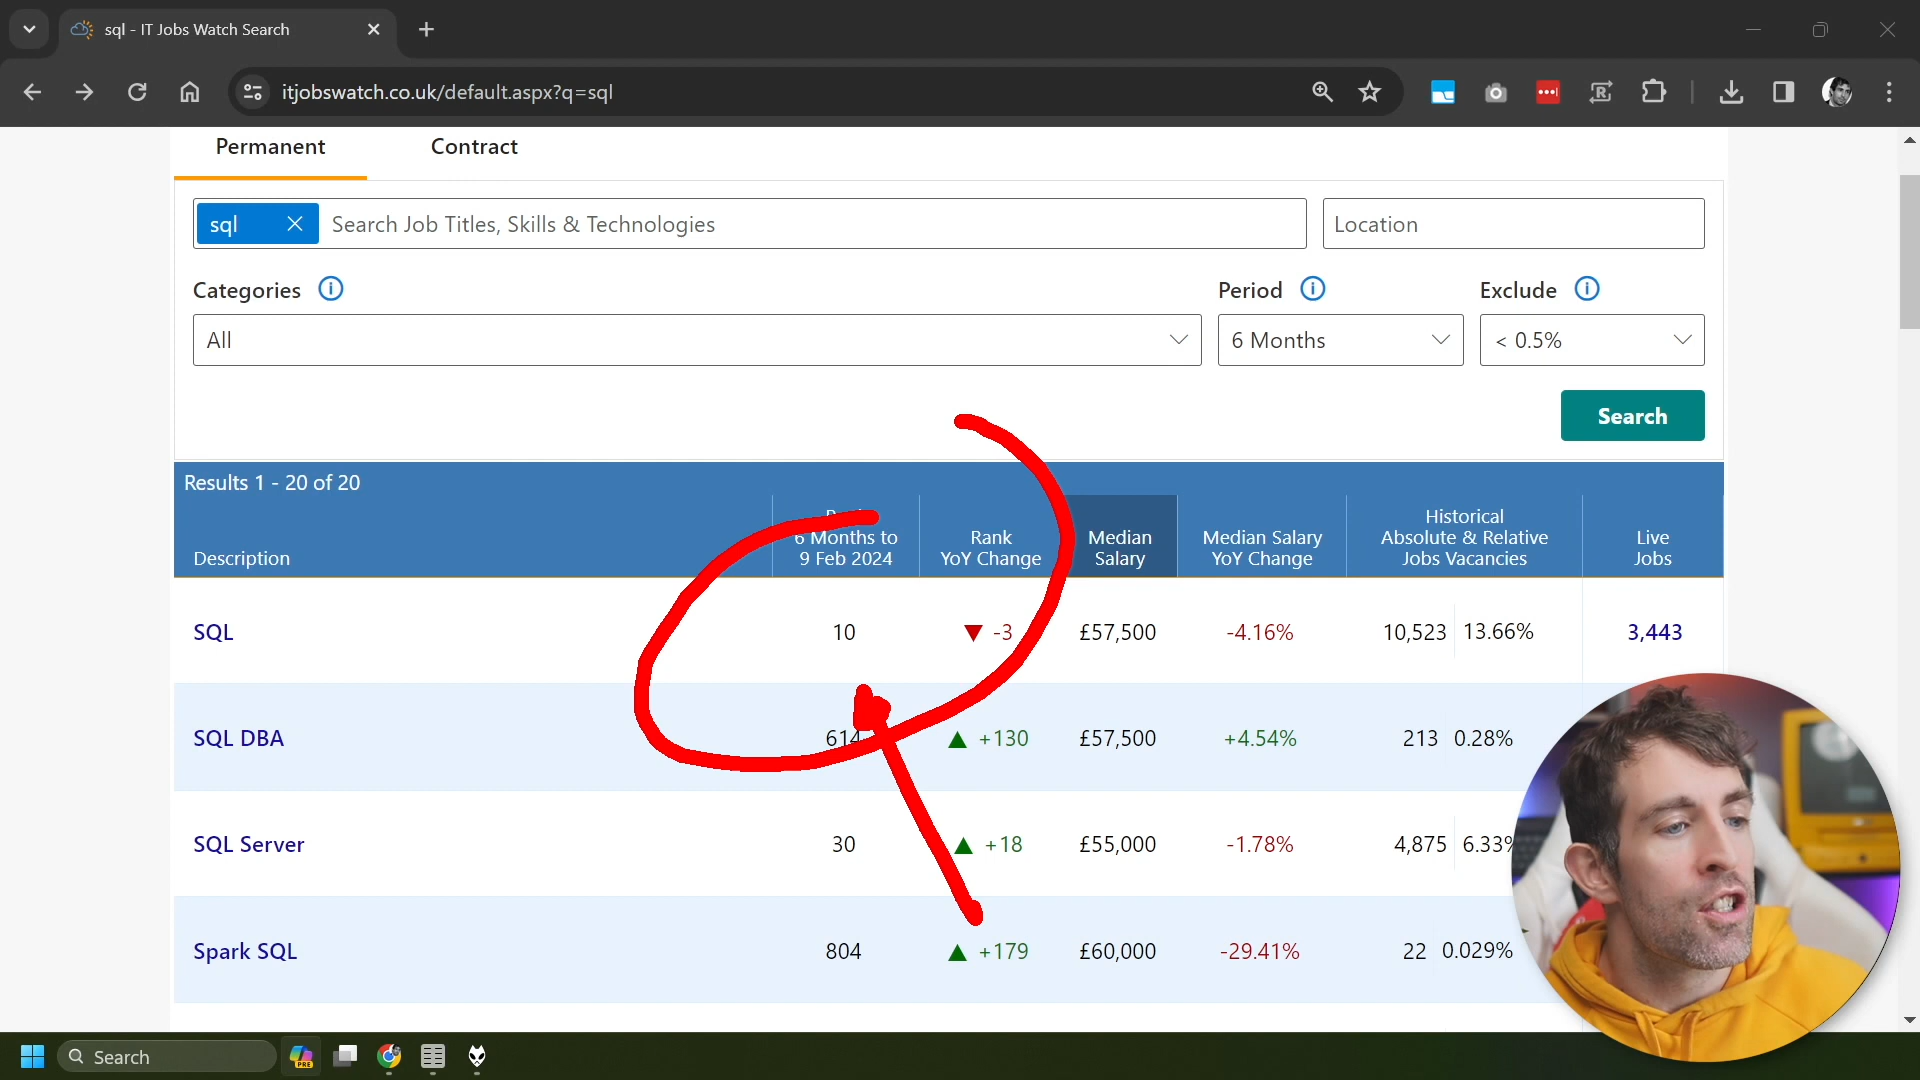 sql - IT Jobs Watch Search
itjobswatch.co.uk/default.aspx?q=sql
Permanent
Contract
sql
Search Job Titles, Skills & Technologies
Location
Categories
Period
Exclude
All
6 Months
< 0.5%
Search
Results 1 - 20 of 20
Description
6 Months to
9 Feb 2024
Rank
YoY Change
Median
Salary
Median Salary
YoY Change
Historical
Absolute & Relative
Jobs Vacancies
Live
Jobs
SQL 10 -3 £57,500 -4.16% 10,523 13.66% 3,443
SQL DBA 614 +130 £57,500 +4.54% 213 0.28%
SQL Server 30 +18 £55,000 -1.78% 4,875 6.33%
Spark SQL 804 +179 £60,000 -29.41% 22 0.029%
Search
PRE